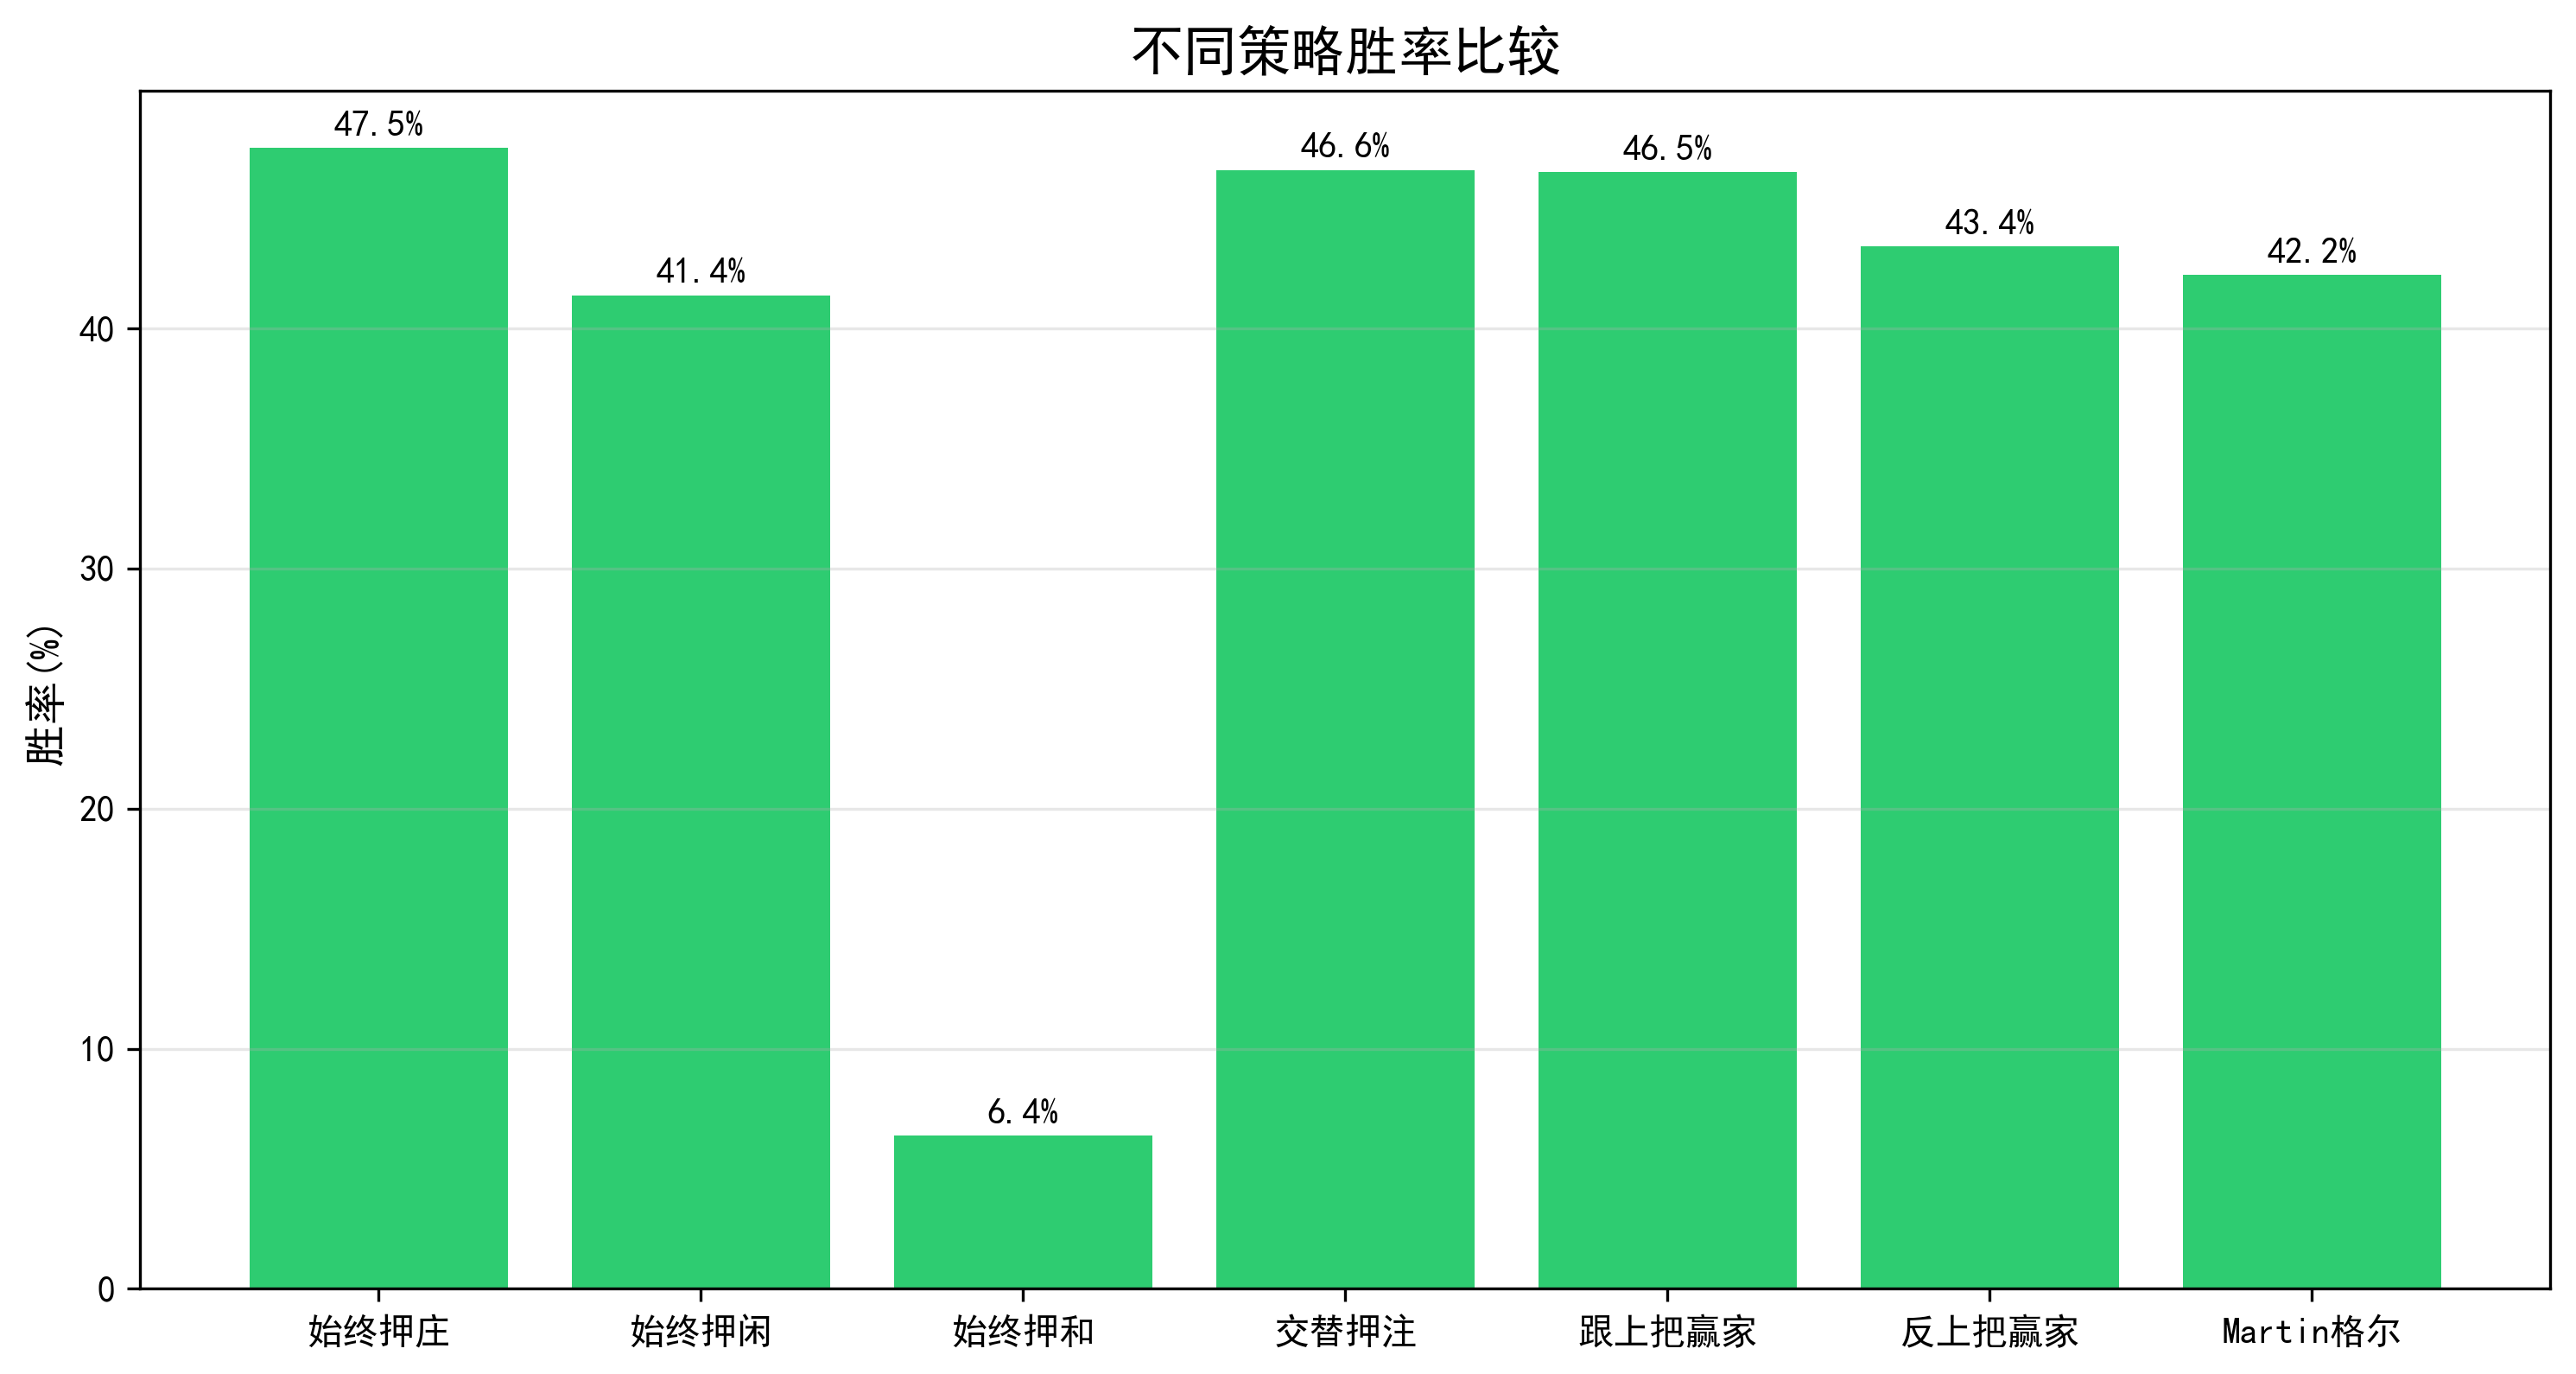 不同策略胜率比较
胜率(%)
47.5%
41.4%
6.4%
46.6%
46.5%
43.4%
42.2%
40
30
20
10
0
始终押庄
始终押闲
始终押和
交替押注
跟上把赢家
反上把赢家
Martin格尔